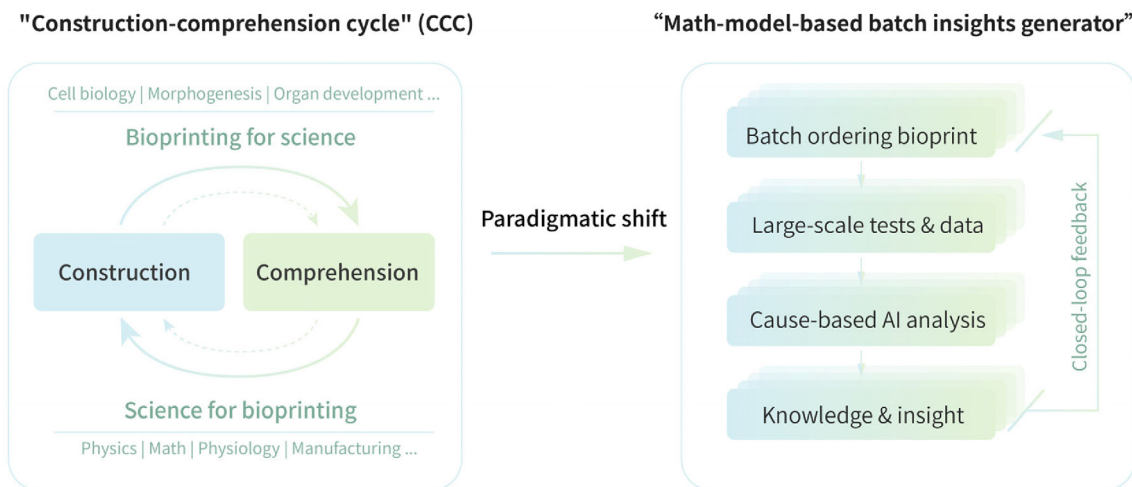 "Construction-comprehension cycle" (CCC)
Cell biology | Morphogenesis | Organ development ...
Bioprinting for science
Construction
Comprehension
Science for bioprinting
Physics | Math | Physiology | Manufacturing ...
Paradigmatic shift
“Math-model-based batch insights generator”
Batch ordering bioprint
Large-scale tests & data
Cause-based AI analysis
Knowledge & insight
Closed-loop feedback